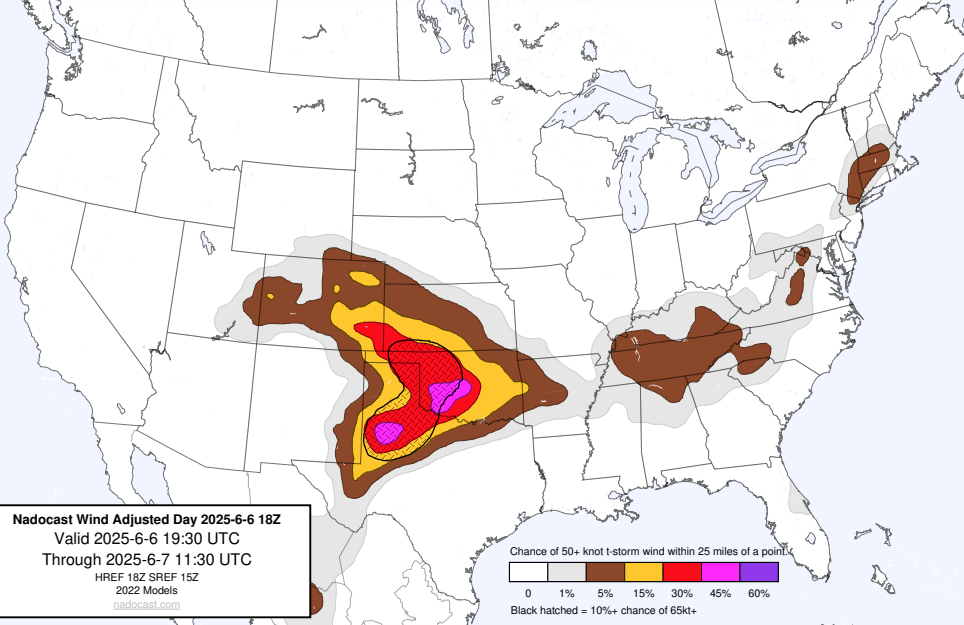 Nadocast Wind Adjusted Day 2025-6-6 18Z
Valid 2025-6-6 19:30 UTC
Through 2025-6-7 11:30 UTC
HREF 18Z SREF 15Z
2022 Models
nadocast.com
Chance of 50+ knot t-storm wind within 25 miles of a point.
0 1% 5% 15% 30% 45% 60%
Black hatched = 10%+ chance of 65kt+